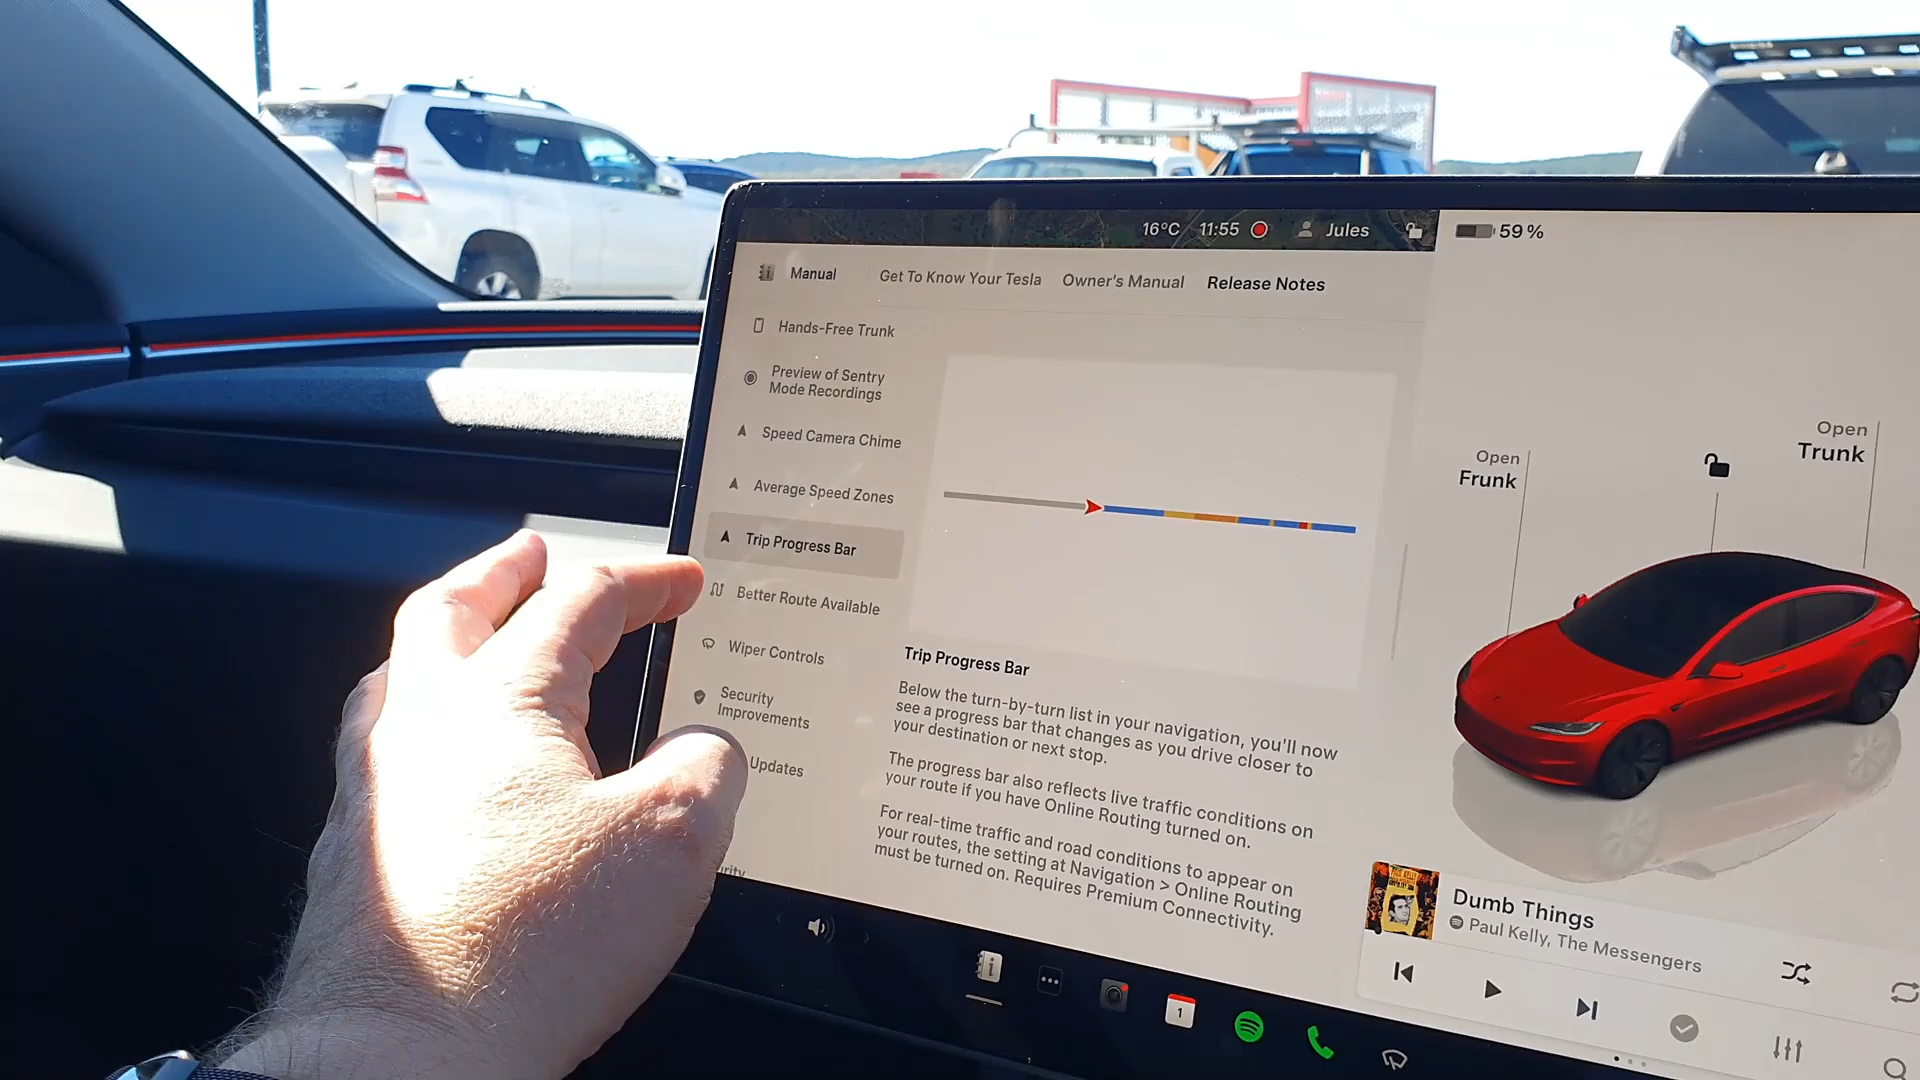 16°C 11:55 Jules
59 %
Manual
Get To Know Your Tesla
Owner's Manual
Release Notes
Hands-Free Trunk
Preview of Sentry
Mode Recordings
Speed Camera Chime
Average Speed Zones
Trip Progress Bar
Better Route Available
Wiper Controls
Security
Improvements
Updates
Trip Progress Bar
Below the turn-by-turn list in your navigation, you'll now
see a progress bar that changes as you drive closer to
your destination or next stop.
The progress bar also reflects live traffic conditions on
your route if you have Online Routing turned on.
For real-time traffic and road conditions to appear on
your routes, the setting at Navigation > Online Routing
must be turned on. Requires Premium Connectivity.
Open
Frunk
Open
Trunk
Dumb Things
Paul Kelly, The Messengers
1